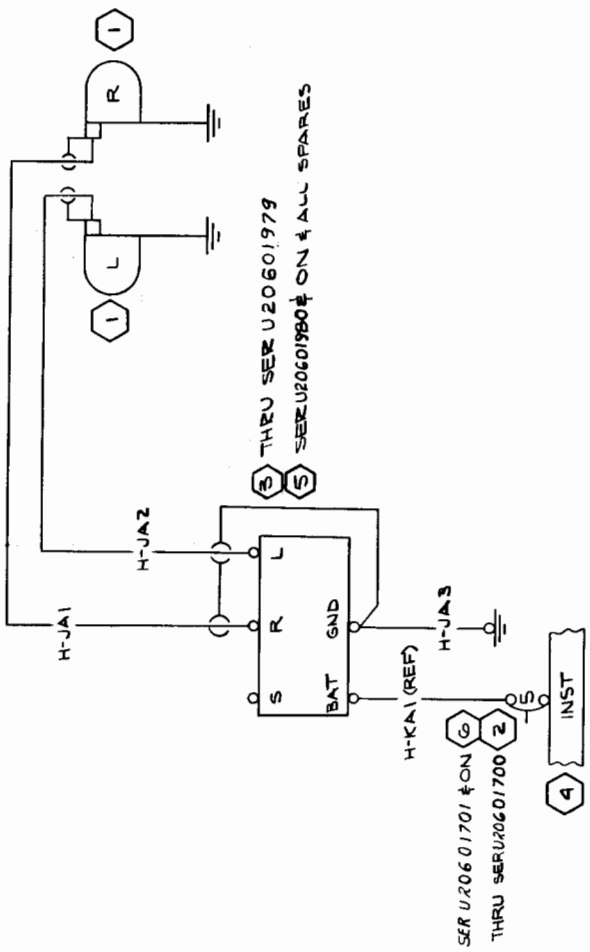 1
R
L
1
H-JA1
H-JA2
3 THRU SER U20601979
5 SER U20601980 & ON & ALL SPARES
S
R
L
BAT
GND
H-KA1 (REF)
H-JA3
SER U20601701 & ON 6
THRU SER U20601700 2
5
INST
4